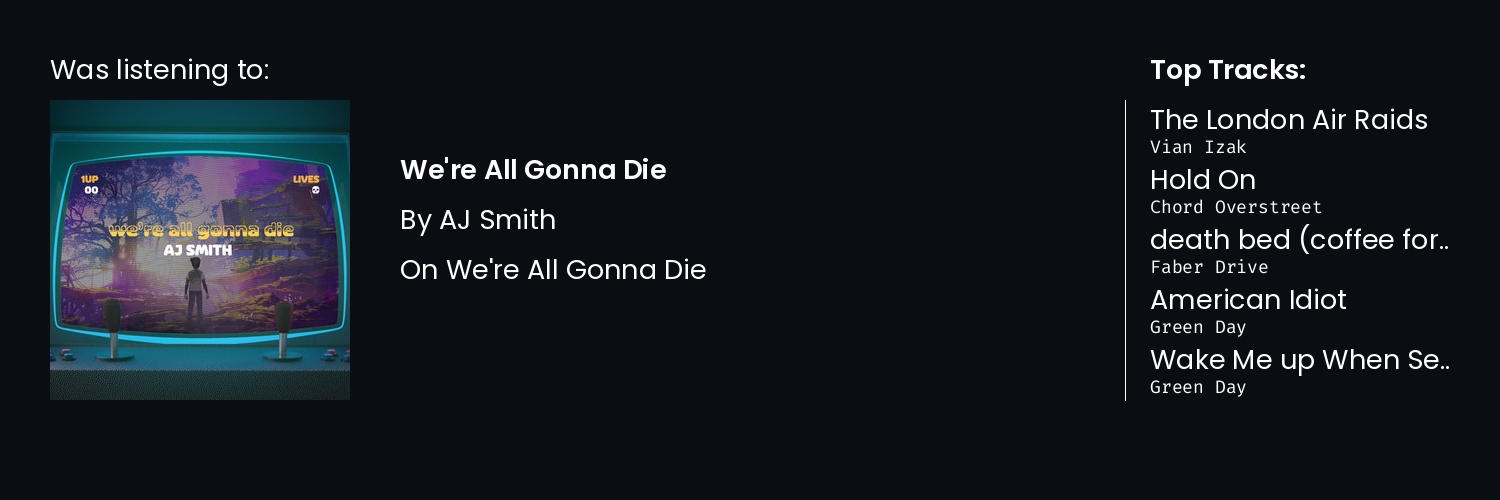 Was listening to:
1UP
00
LIVES
we're all gonna die
AJ SMITH
We're All Gonna Die
By AJ Smith
On We're All Gonna Die
Top Tracks:
The London Air Raids
Vian Izak
Hold On
Chord Overstreet
death bed (coffee for..
Faber Drive
American Idiot
Green Day
Wake Me up When Se..
Green Day